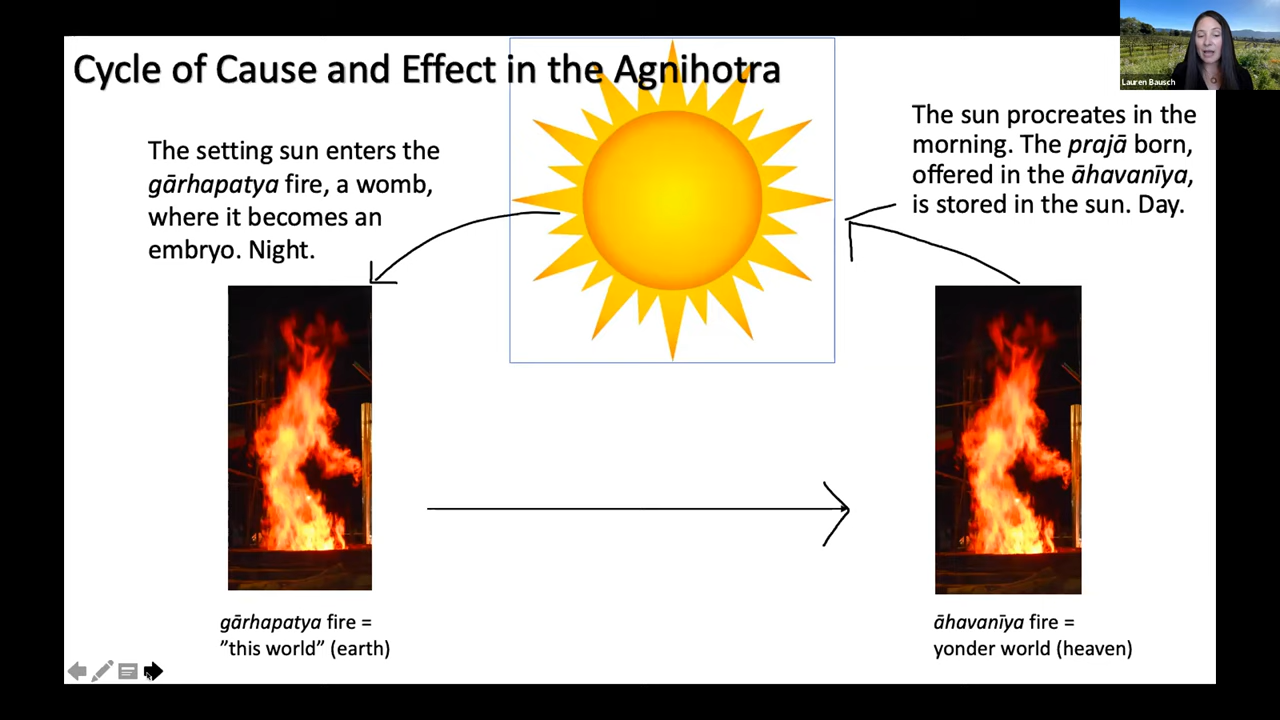 Cycle of Cause and Effect in the Agnihotra
Lauren Bausch
The setting sun enters the
gārhapatya fire, a womb,
where it becomes an
embryo. Night.
The sun procreates in the
morning. The prajā born,
offered in the āhavanīya,
is stored in the sun. Day.
gārhapatya fire =
”this world” (earth)
āhavanīya fire =
yonder world (heaven)